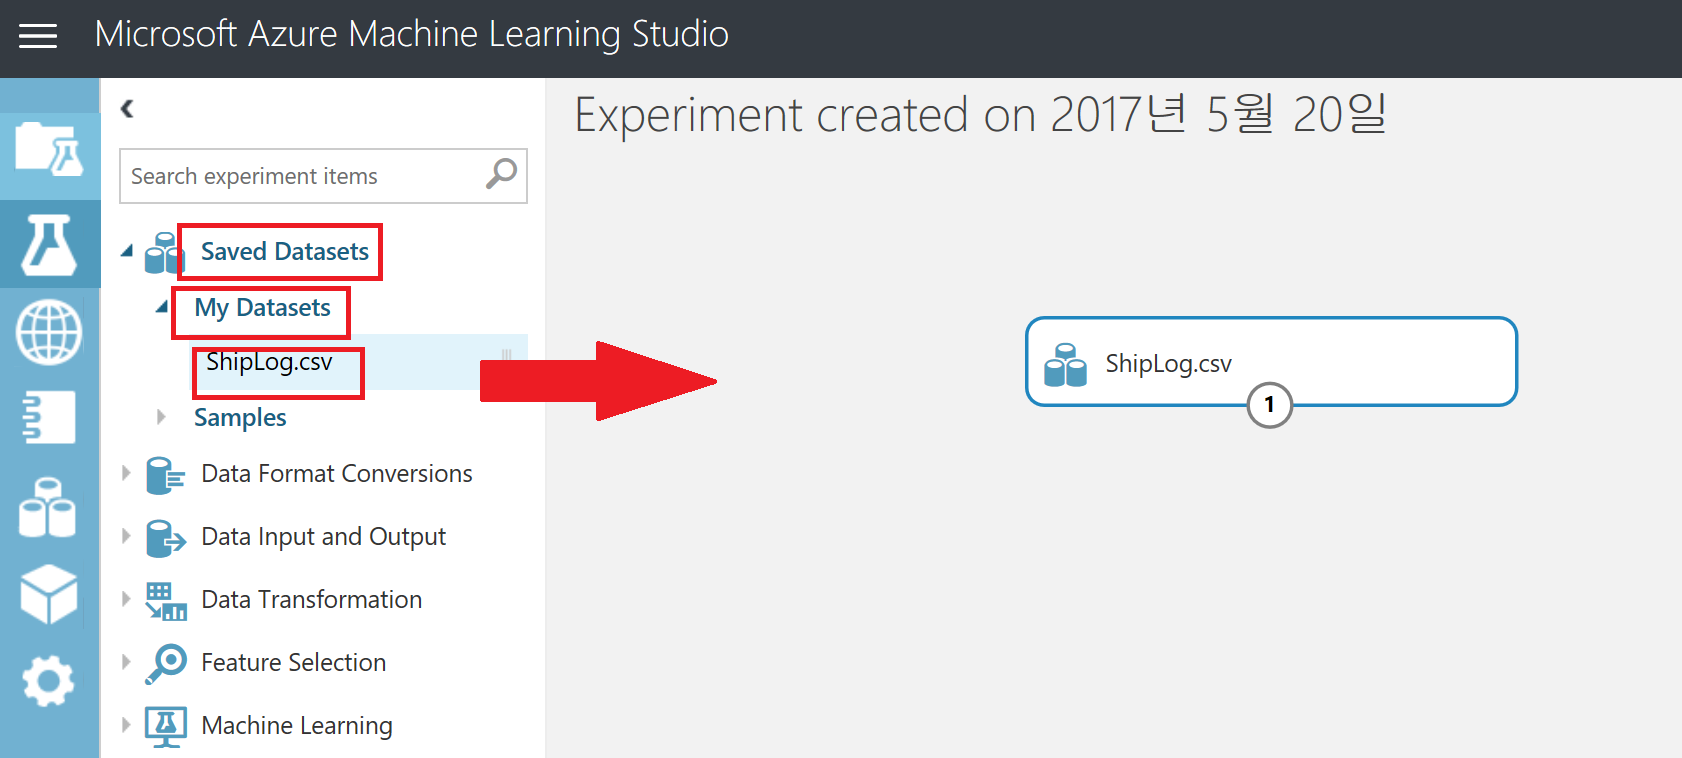 Microsoft Azure Machine Learning Studio
Experiment created on 2017년 5월 20일
Search experiment items
Saved Datasets
My Datasets
ShipLog.csv
Samples
Data Format Conversions
Data Input and Output
Data Transformation
Feature Selection
Machine Learning
ShipLog.csv
1